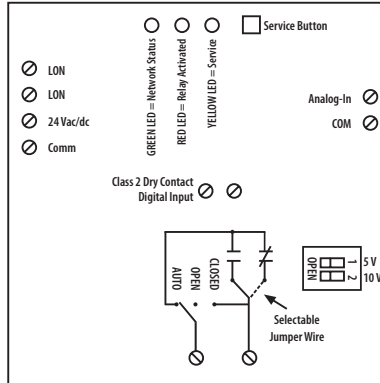 Service Button
GREEN LED = Network Status
RED LED = Relay Activated
YELLOW LED = Service
LON
LON
24 Vac/dc
Comm
Analog-In
COM
Class 2 Dry Contact
Digital Input
AUTO
OPEN
CLOSED
OPEN
1
2
5 V
10 V
Selectable
Jumper Wire